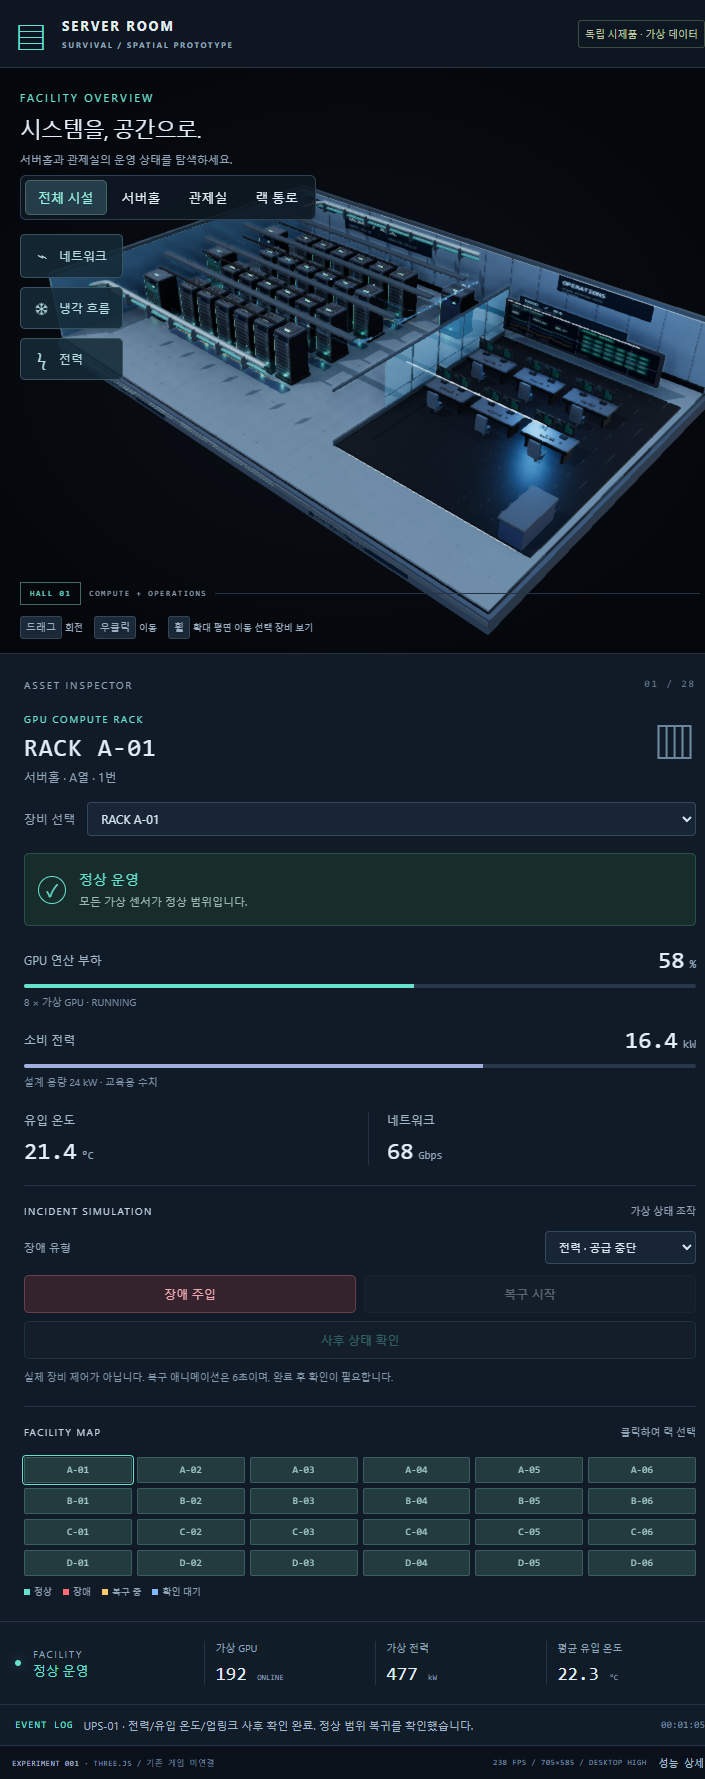 SERVER ROOM
SURVIVAL / SPATIAL PROTOTYPE
독립 시제품 · 가상 데이터
FACILITY OVERVIEW
시스템을, 공간으로.
서버홀과 관제실의 운영 상태를 탐색하세요.
전체 시설 서버홀 관제실 랙 통로
네트워크
냉각 흐름
전력
OPERATIONS
HALL 01 COMPUTE + OPERATIONS
드래그 회전 우클릭 이동 휠 확대 평면 이동 선택 장비 보기
ASSET INSPECTOR 01 / 28
GPU COMPUTE RACK
RACK A-01
서버홀 · A열 · 1번
장비 선택 RACK A-01
정상 운영
모든 가상 센서가 정상 범위입니다.
GPU 연산 부하 58 %
8 × 가상 GPU · RUNNING
소비 전력 16.4 kW
설계 용량 24 kW · 교육용 수치
유입 온도 네트워크
21.4 °C 68 Gbps
INCIDENT SIMULATION 가상 상태 조작
장애 유형 전력 · 공급 중단
장애 주입 복구 시작
사후 상태 확인
실제 장비 제어가 아닙니다. 복구 애니메이션은 6초이며, 완료 후 확인이 필요합니다.
FACILITY MAP 클릭하여 랙 선택
A-01 A-02 A-03 A-04 A-05 A-06
B-01 B-02 B-03 B-04 B-05 B-06
C-01 C-02 C-03 C-04 C-05 C-06
D-01 D-02 D-03 D-04 D-05 D-06
정상 장애 복구 중 확인 대기
FACILITY 가상 GPU 가상 전력 평균 유입 온도
정상 운영 192 ONLINE 477 kW 22.3 °C
EVENT LOG UPS-01 · 전력/유입 온도/업링크 사후 확인 완료. 정상 범위 복귀를 확인했습니다. 00:01:05
EXPERIMENT 001 · THREE.JS / 기존 게임 미연결 238 FPS / 705×585 / DESKTOP HIGH 성능 상세